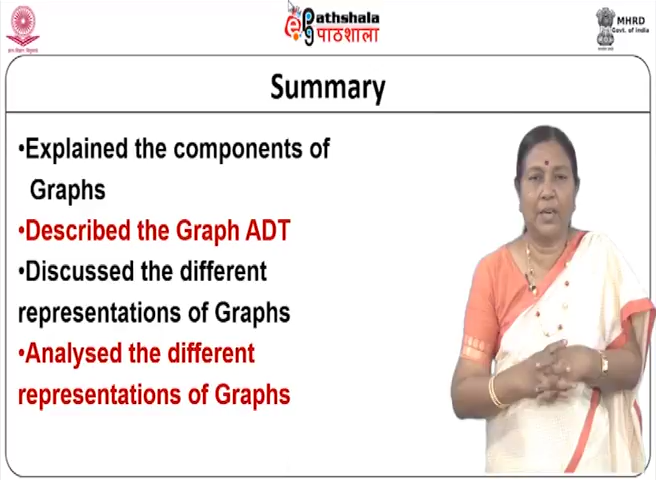 Pathshala
पाठशाला
MHRD
Govt. of India
Summary
•Explained the components of
Graphs
•Described the Graph ADT
•Discussed the different
representations of Graphs
•Analysed the different
representations of Graphs